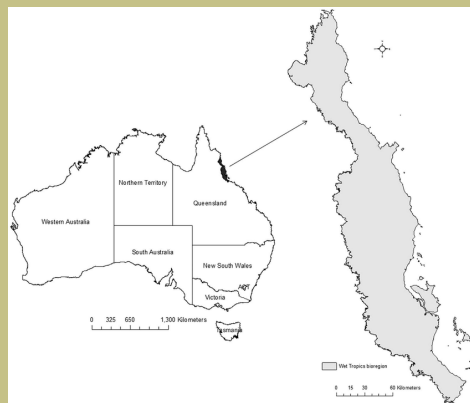 Northern Territory
Western Australia
Queensland
South Australia
New South Wales
ACT
Victoria
Tasmania
0 325 650 1,300 Kilometers
Wet Tropics bioregion
0 15 30 60 Kilometers